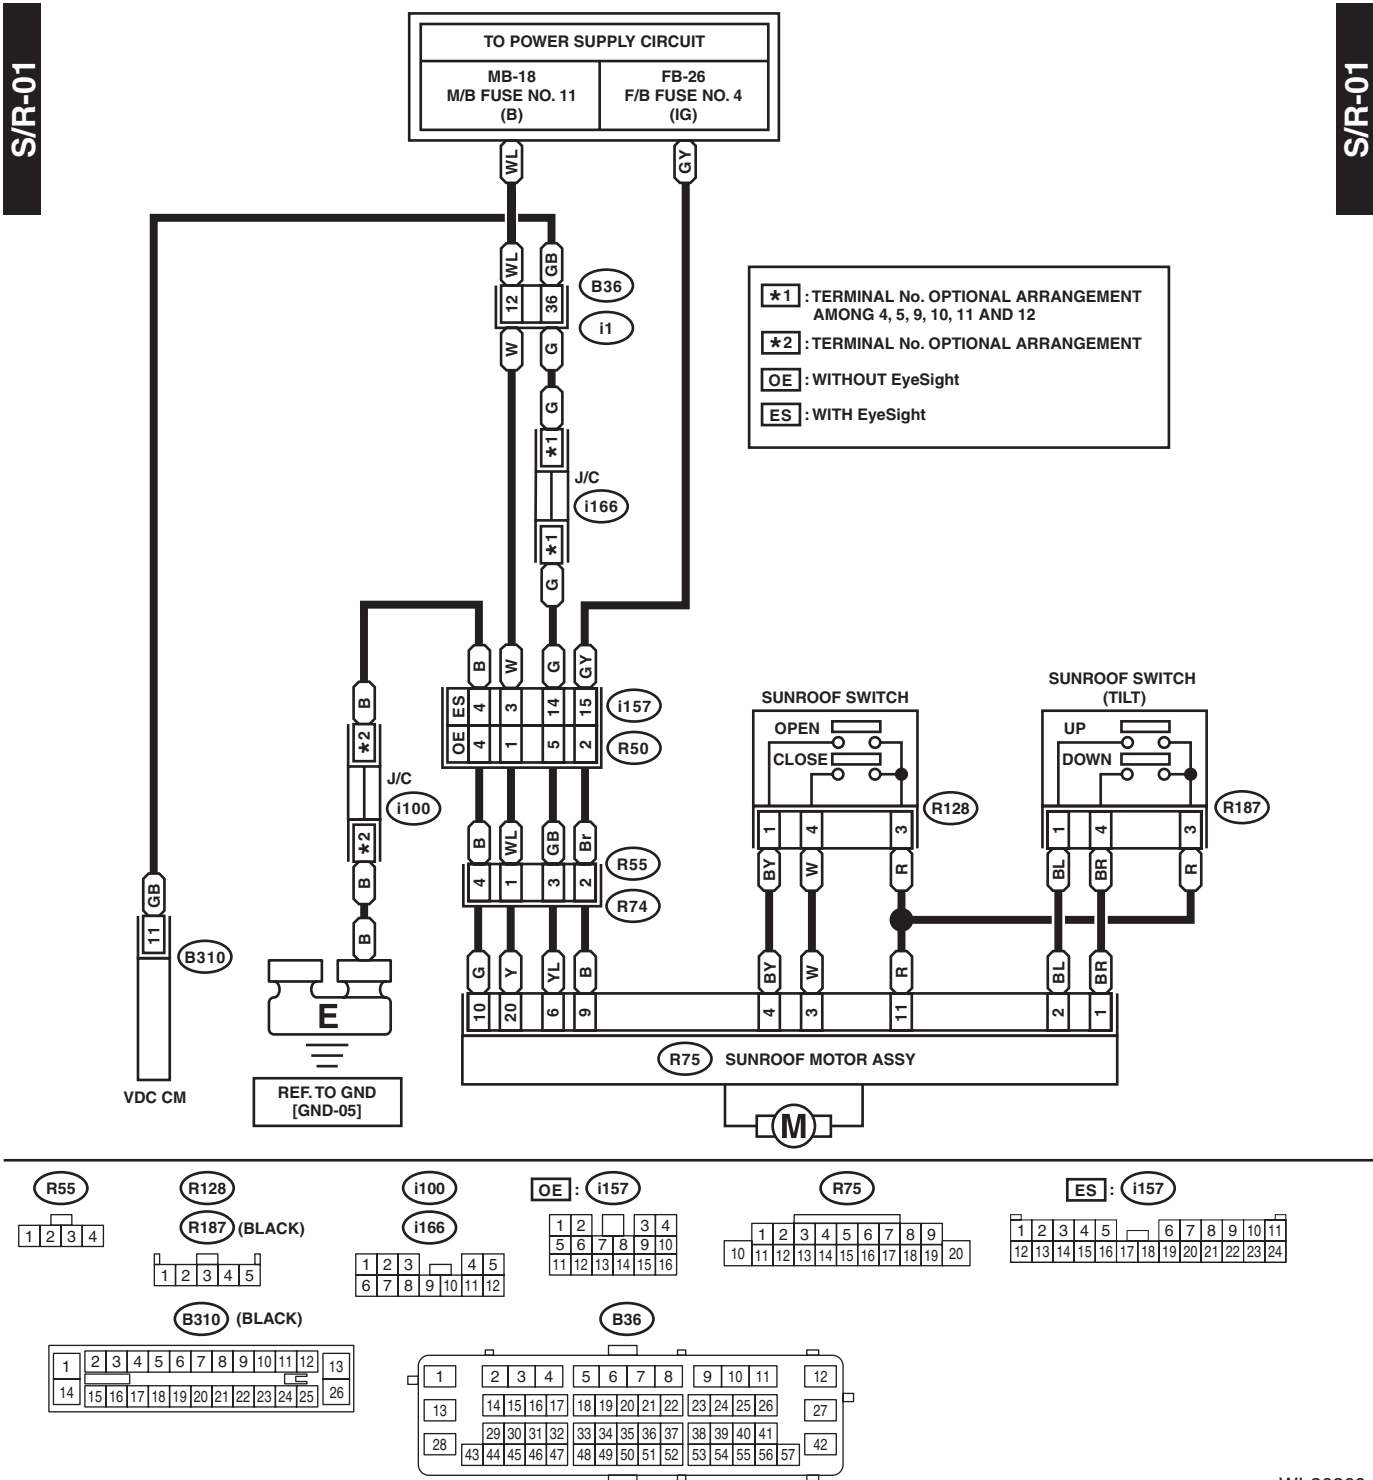 S/R-01
S/R-01
TO POWER SUPPLY CIRCUIT
MB-18
M/B FUSE NO. 11
(B)
FB-26
F/B FUSE NO. 4
(IG)
WL
GY
WL
GB
12
36
B36
i1
W
G
G
*1
J/C
i166
*1
G
*1 : TERMINAL No. OPTIONAL ARRANGEMENT
AMONG 4, 5, 9, 10, 11 AND 12
*2 : TERMINAL No. OPTIONAL ARRANGEMENT
OE : WITHOUT EyeSight
ES : WITH EyeSight
B
W
G
GY
ES 4 3 14 15
i157
OE 4 1 5 2
R50
B
*2
J/C
i100
*2
B
B
B
WL
GB
Br
R55
4 1 3 2
R74
G
Y
YL
B
10 20 6 9
GB
11
B310
VDC CM
E
REF. TO GND
[GND-05]
SUNROOF SWITCH
OPEN
CLOSE
1 4 3
R128
BY
W
R
BY
W
R
4 3 11
SUNROOF SWITCH
(TILT)
UP
DOWN
1 4 3
R187
BL
BR
R
BL
BR
2 1
R75 SUNROOF MOTOR ASSY
M
R55
1 2 3 4
R128
R187 (BLACK)
1 2 3 4 5
i100
i166
1 2 3 4 5
6 7 8 9 10 11 12
OE : i157
1 2 3 4
5 6 7 8 9 10
11 12 13 14 15 16
R75
1 2 3 4 5 6 7 8 9
10 11 12 13 14 15 16 17 18 19 20
ES : i157
1 2 3 4 5 6 7 8 9 10 11
12 13 14 15 16 17 18 19 20 21 22 23 24
B310 (BLACK)
1 2 3 4 5 6 7 8 9 10 11 12 13
14 15 16 17 18 19 20 21 22 23 24 25 26
B36
1 2 3 4 5 6 7 8 9 10 11 12
13 14 15 16 17 18 19 20 21 22 23 24 25 26 27
28 29 30 31 32 33 34 35 36 37 38 39 40 41 42
43 44 45 46 47 48 49 50 51 52 53 54 55 56 57